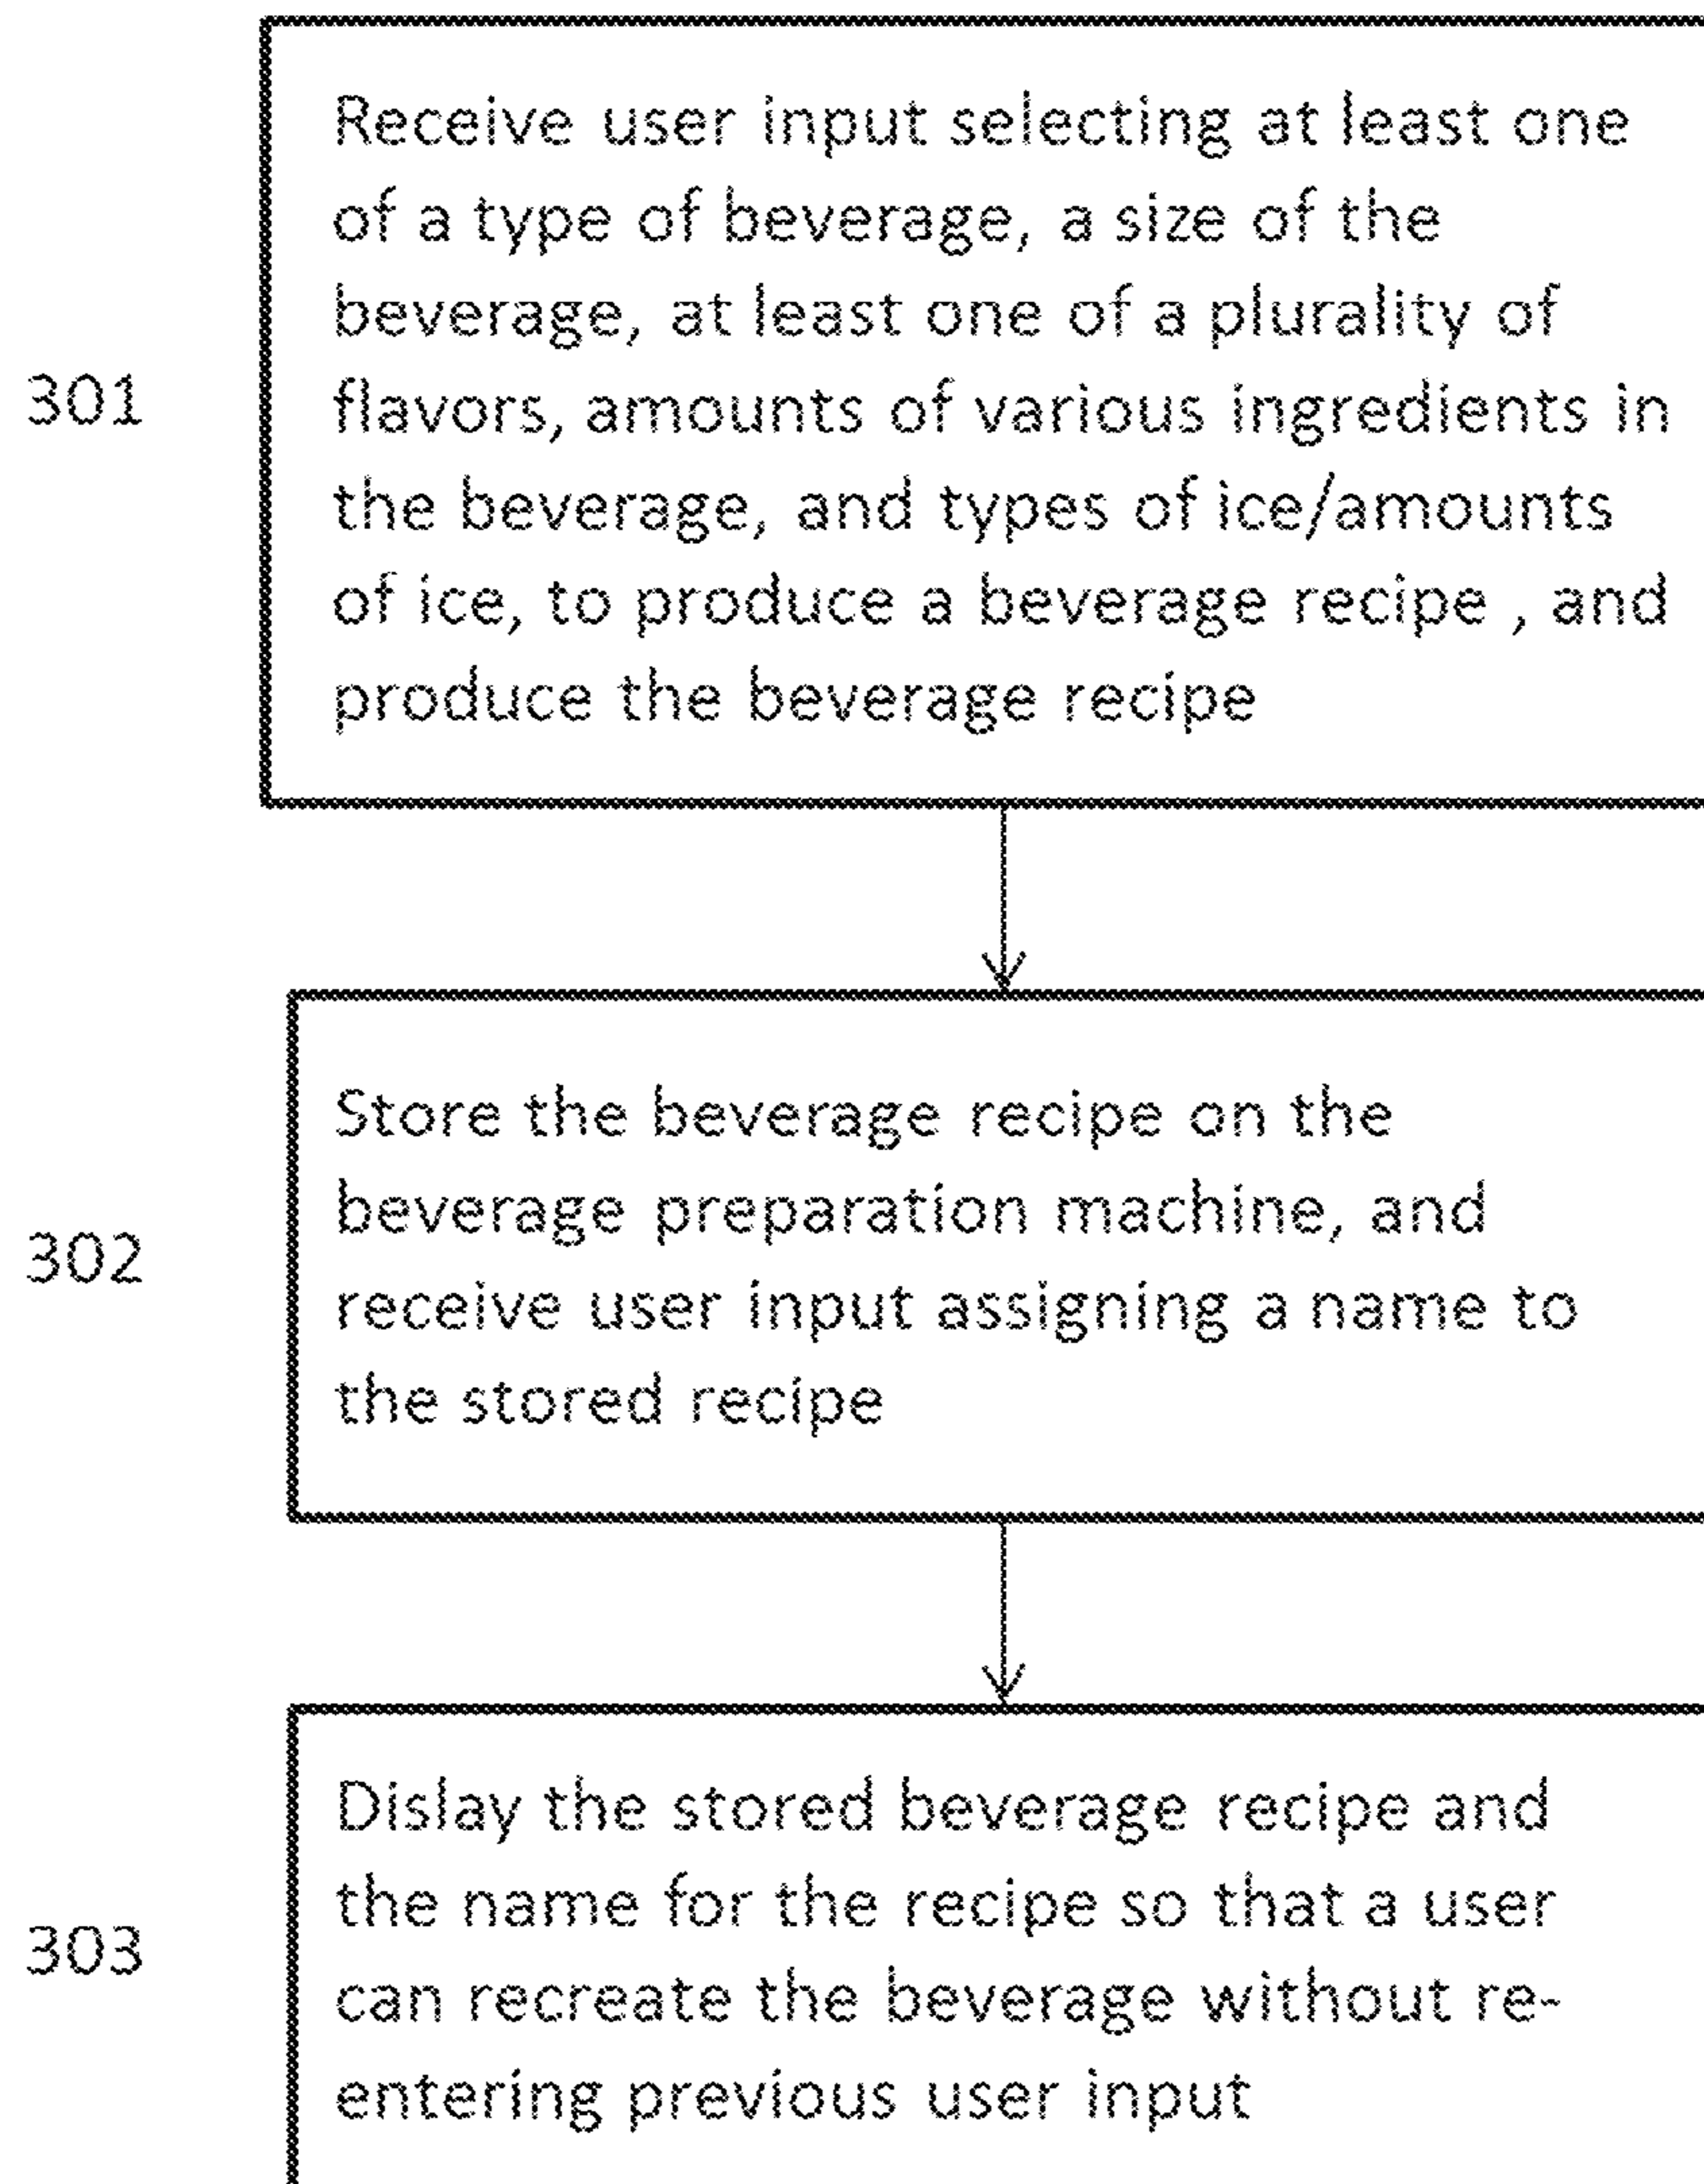 Receive user input selecting at least one
of a type of beverage, a size of the
beverage, at least one of a plurality of
flavors, amounts of various ingredients in
the beverage, and types of ice/amounts
of ice, to produce a beverage recipe , and
produce the beverage recipe
301
Store the beverage recipe on the
beverage preparation machine, and
receive user input assigning a name to
the stored recipe
302
Dislay the stored beverage recipe and
the name for the recipe so that a user
can recreate the beverage without re-
entering previous user input
303